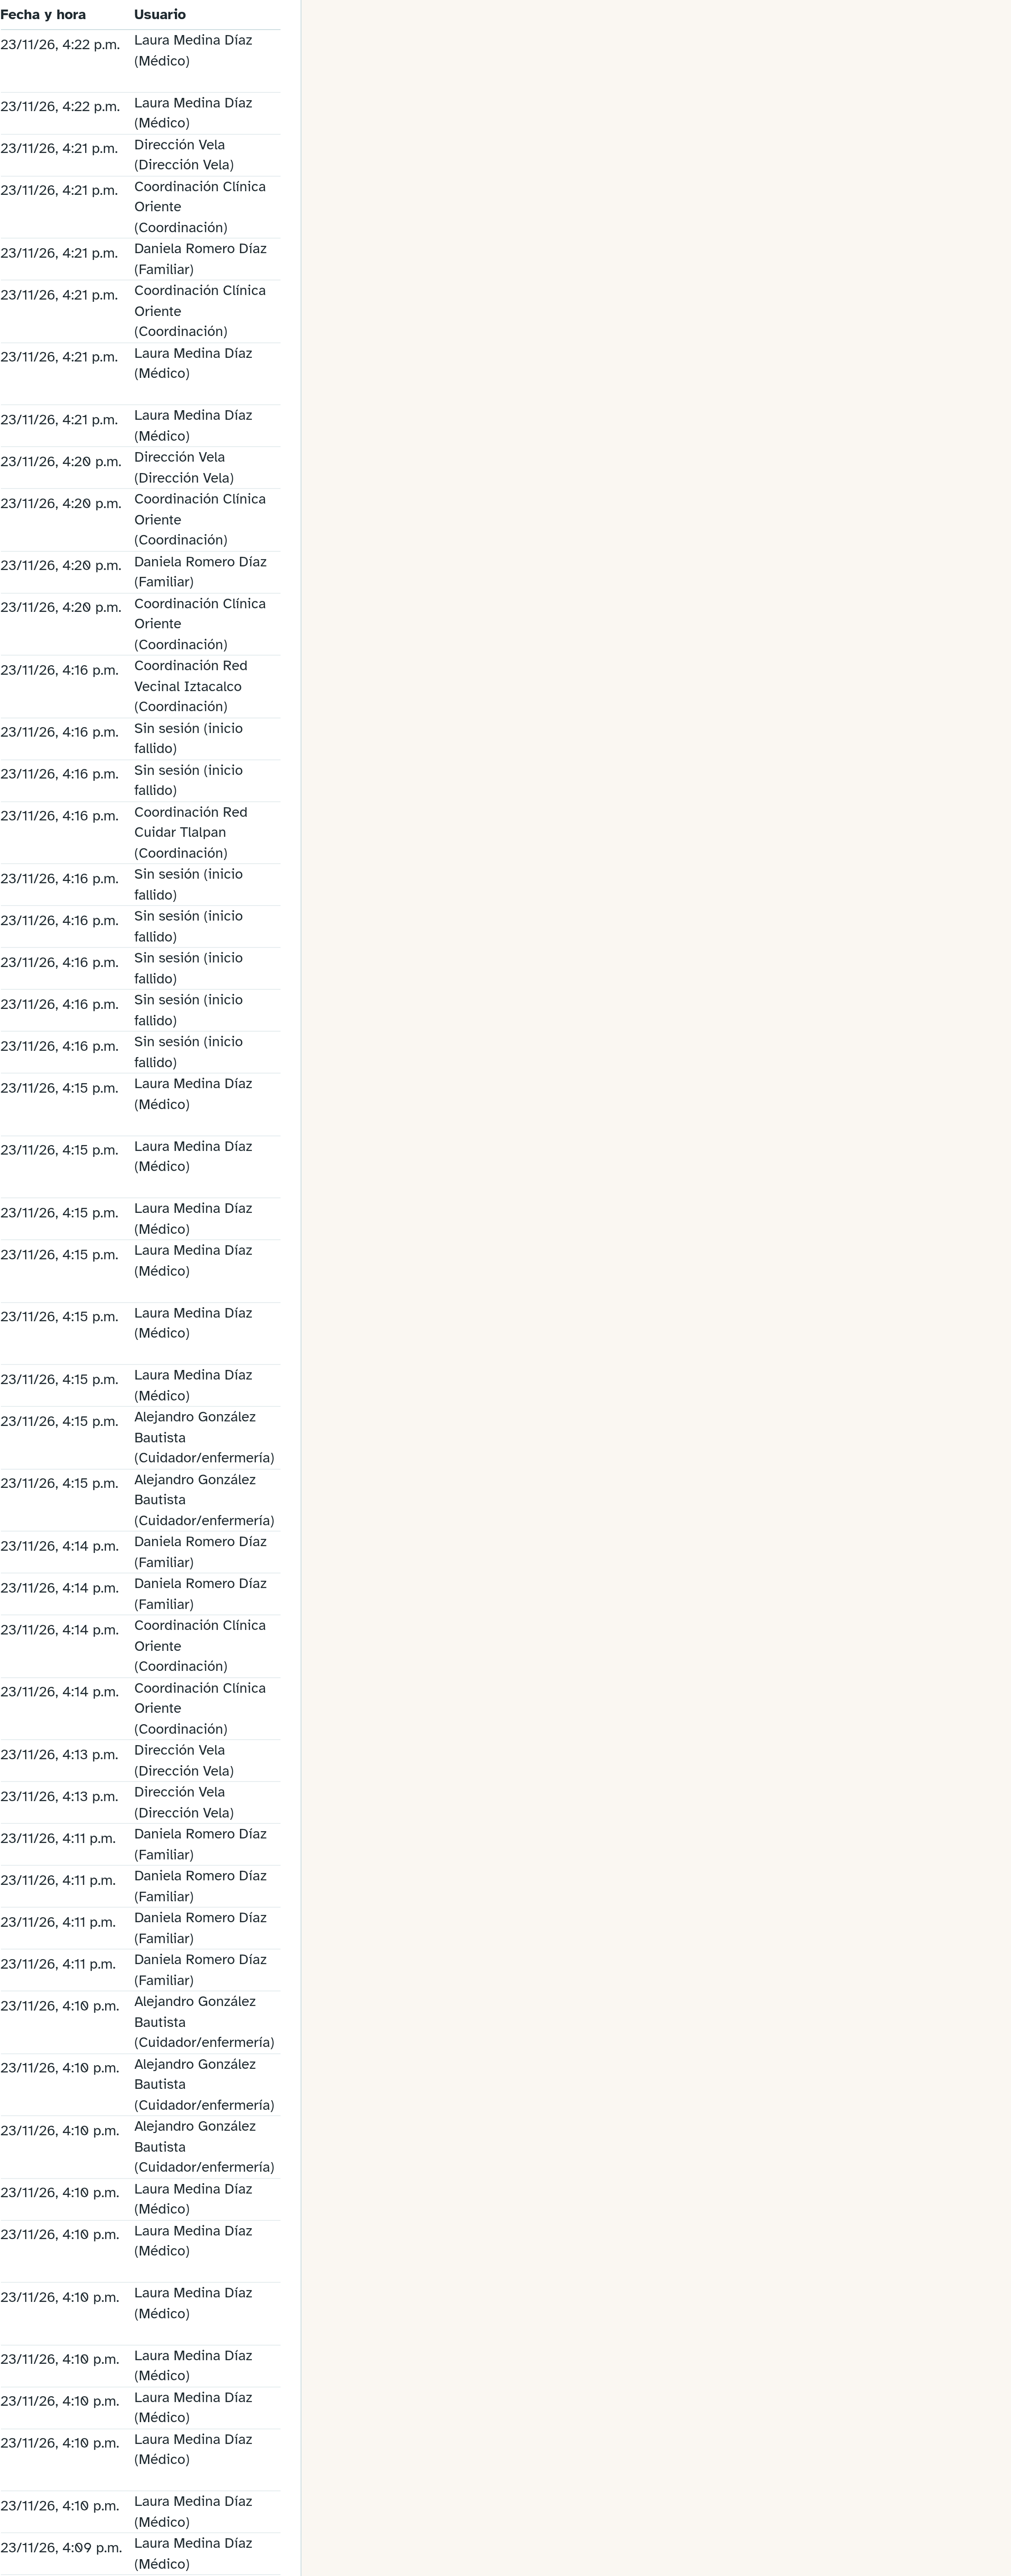 Fecha y hora Usuario
23/11/26, 4:22 p.m. Laura Medina Díaz
(Médico)
23/11/26, 4:22 p.m. Laura Medina Díaz
(Médico)
23/11/26, 4:21 p.m. Dirección Vela
(Dirección Vela)
23/11/26, 4:21 p.m. Coordinación Clínica
Oriente
(Coordinación)
23/11/26, 4:21 p.m. Daniela Romero Díaz
(Familiar)
23/11/26, 4:21 p.m. Coordinación Clínica
Oriente
(Coordinación)
23/11/26, 4:21 p.m. Laura Medina Díaz
(Médico)
23/11/26, 4:21 p.m. Laura Medina Díaz
(Médico)
23/11/26, 4:20 p.m. Dirección Vela
(Dirección Vela)
23/11/26, 4:20 p.m. Coordinación Clínica
Oriente
(Coordinación)
23/11/26, 4:20 p.m. Daniela Romero Díaz
(Familiar)
23/11/26, 4:20 p.m. Coordinación Clínica
Oriente
(Coordinación)
23/11/26, 4:16 p.m. Coordinación Red
Vecinal Iztacalco
(Coordinación)
23/11/26, 4:16 p.m. Sin sesión (inicio
fallido)
23/11/26, 4:16 p.m. Sin sesión (inicio
fallido)
23/11/26, 4:16 p.m. Coordinación Red
Cuidar Tlalpan
(Coordinación)
23/11/26, 4:16 p.m. Sin sesión (inicio
fallido)
23/11/26, 4:16 p.m. Sin sesión (inicio
fallido)
23/11/26, 4:16 p.m. Sin sesión (inicio
fallido)
23/11/26, 4:16 p.m. Sin sesión (inicio
fallido)
23/11/26, 4:16 p.m. Sin sesión (inicio
fallido)
23/11/26, 4:15 p.m. Laura Medina Díaz
(Médico)
23/11/26, 4:15 p.m. Laura Medina Díaz
(Médico)
23/11/26, 4:15 p.m. Laura Medina Díaz
(Médico)
23/11/26, 4:15 p.m. Laura Medina Díaz
(Médico)
23/11/26, 4:15 p.m. Laura Medina Díaz
(Médico)
23/11/26, 4:15 p.m. Laura Medina Díaz
(Médico)
23/11/26, 4:15 p.m. Alejandro González
Bautista
(Cuidador/enfermería)
23/11/26, 4:15 p.m. Alejandro González
Bautista
(Cuidador/enfermería)
23/11/26, 4:14 p.m. Daniela Romero Díaz
(Familiar)
23/11/26, 4:14 p.m. Daniela Romero Díaz
(Familiar)
23/11/26, 4:14 p.m. Coordinación Clínica
Oriente
(Coordinación)
23/11/26, 4:14 p.m. Coordinación Clínica
Oriente
(Coordinación)
23/11/26, 4:13 p.m. Dirección Vela
(Dirección Vela)
23/11/26, 4:13 p.m. Dirección Vela
(Dirección Vela)
23/11/26, 4:11 p.m. Daniela Romero Díaz
(Familiar)
23/11/26, 4:11 p.m. Daniela Romero Díaz
(Familiar)
23/11/26, 4:11 p.m. Daniela Romero Díaz
(Familiar)
23/11/26, 4:11 p.m. Daniela Romero Díaz
(Familiar)
23/11/26, 4:10 p.m. Alejandro González
Bautista
(Cuidador/enfermería)
23/11/26, 4:10 p.m. Alejandro González
Bautista
(Cuidador/enfermería)
23/11/26, 4:10 p.m. Alejandro González
Bautista
(Cuidador/enfermería)
23/11/26, 4:10 p.m. Laura Medina Díaz
(Médico)
23/11/26, 4:10 p.m. Laura Medina Díaz
(Médico)
23/11/26, 4:10 p.m. Laura Medina Díaz
(Médico)
23/11/26, 4:10 p.m. Laura Medina Díaz
(Médico)
23/11/26, 4:10 p.m. Laura Medina Díaz
(Médico)
23/11/26, 4:10 p.m. Laura Medina Díaz
(Médico)
23/11/26, 4:10 p.m. Laura Medina Díaz
(Médico)
23/11/26, 4:09 p.m. Laura Medina Díaz
(Médico)